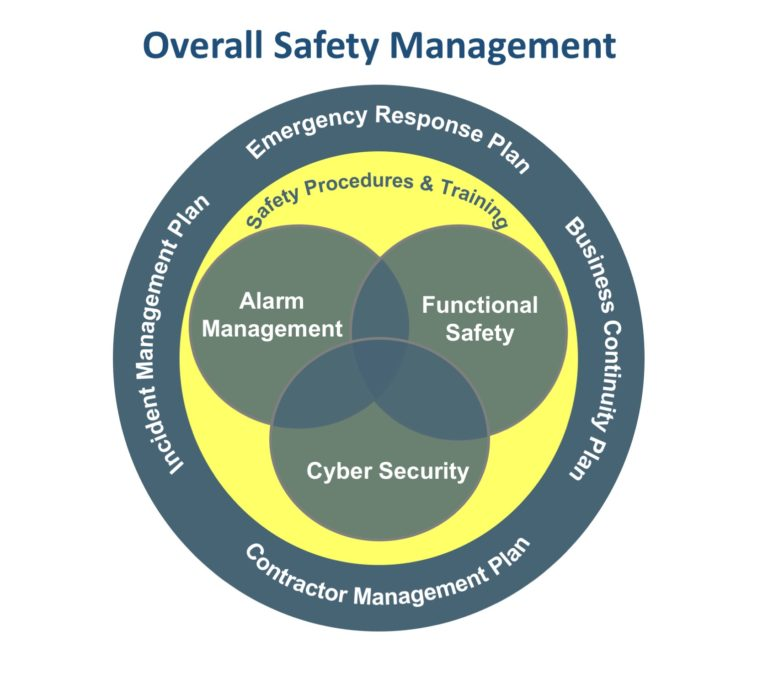 Overall Safety Management
Emergency Response Plan
Safety Procedures & Training
Incident Management Plan
Business Continuity Plan
Alarm
Management
Functional
Safety
Cyber Security
Contractor Management Plan